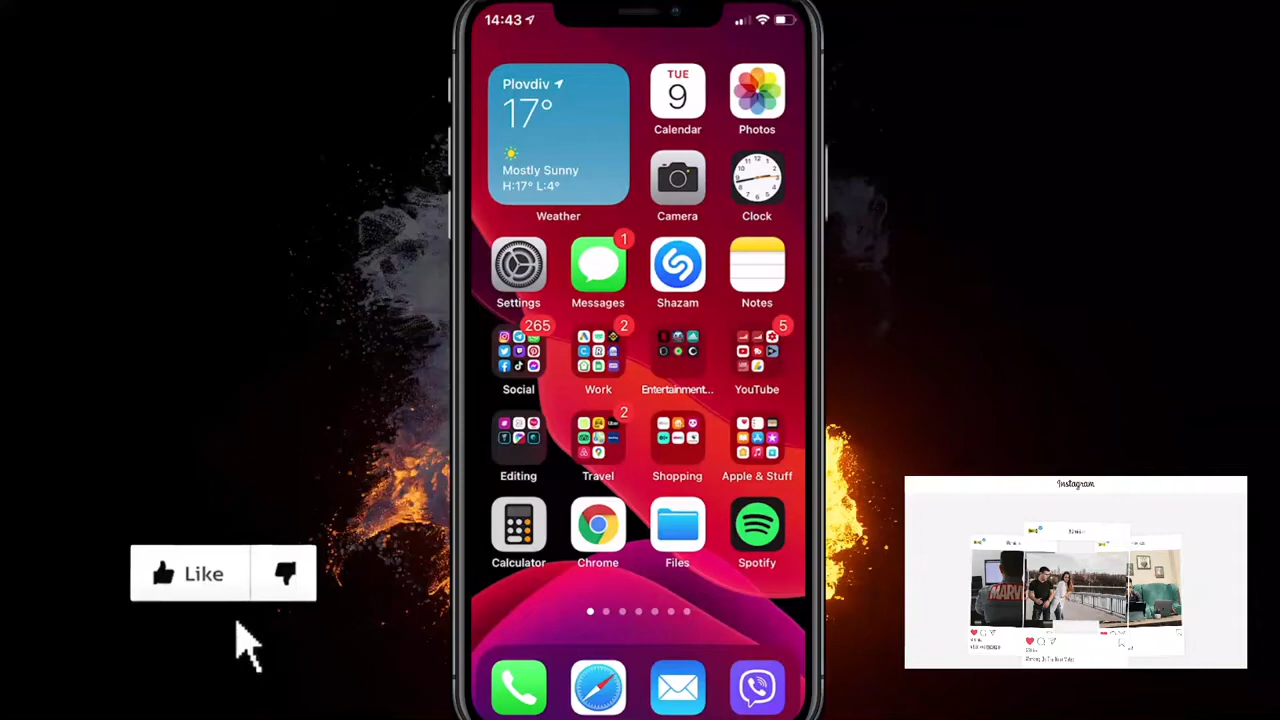 14:43
Plovdiv
17°
Mostly Sunny
H:17° L:4°
Weather
TUE
9
Calendar
Photos
Camera
Clock
1
Settings
Messages
Shazam
Notes
265
2
5
Social
Work
Entertainment...
YouTube
2
Editing
Travel
Shopping
Apple & Stuff
Calculator
Chrome
Files
Spotify
Like
Instagram
MARV